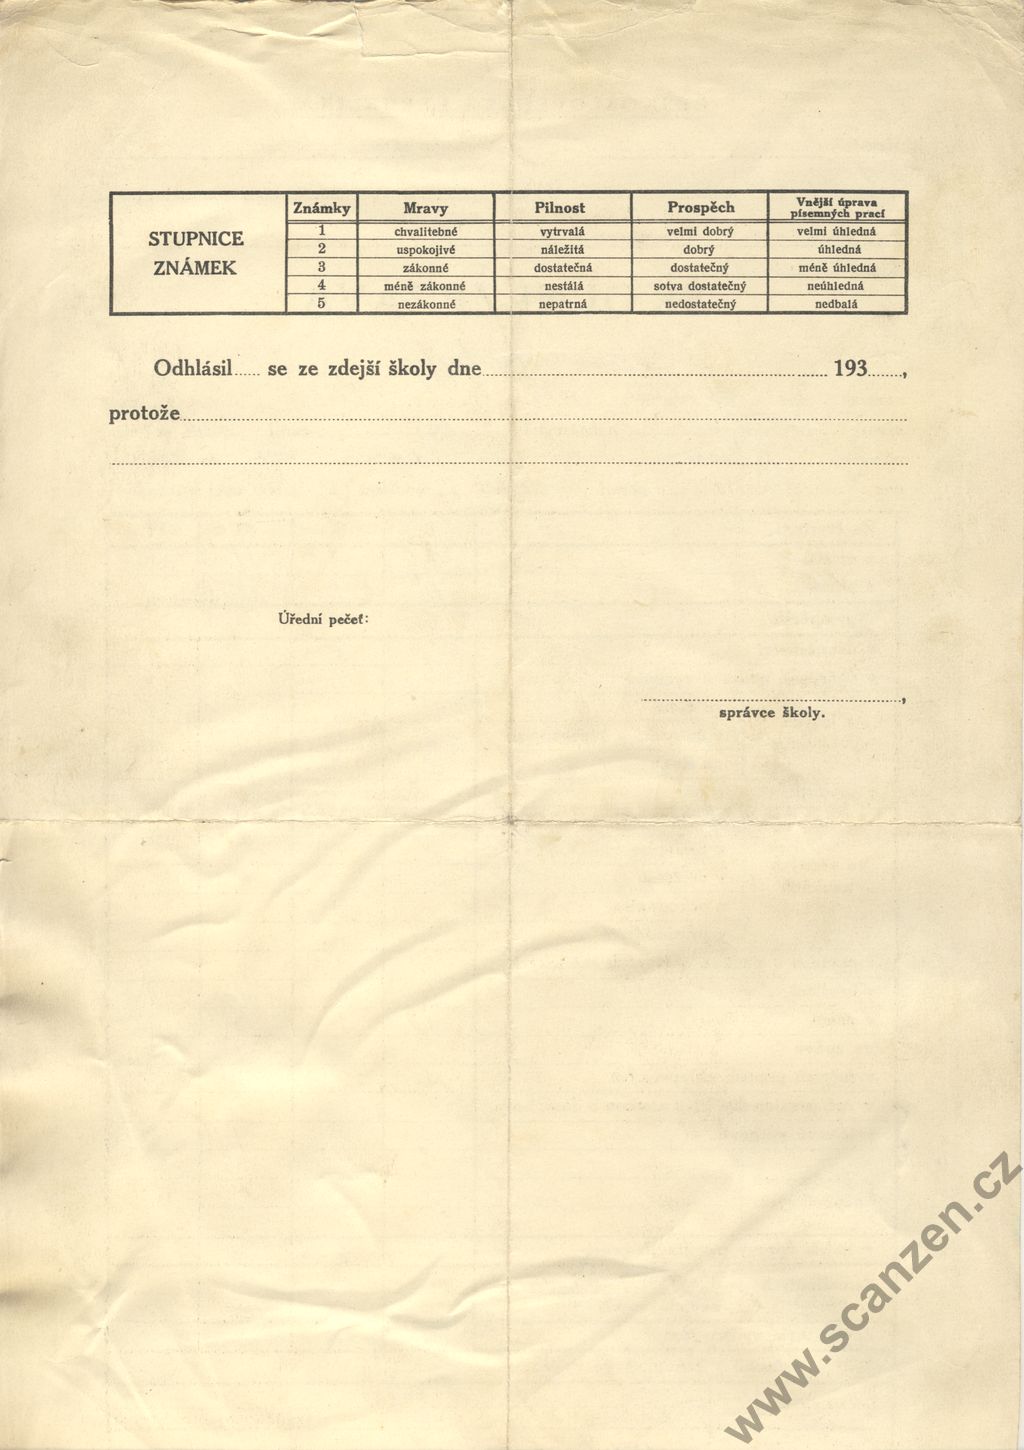 STUPNICE ZNÁMEK
Známky Mravy Pilnost Prospěch Vnější úprava písemných prací
1 chvalitebné vytrvalá velmi dobrý velmi úhledná
2 uspokojivé náležitá dobrý úhledná
3 zákonné dostatečná dostatečný méně úhledná
4 méně zákonné nestálá sotva dostatečný neúhledná
5 nezákonné nepatrná nedostatečný nedbalá
Odhlásil...... se ze zdejší školy dne........................................ 193.......,
protože........................................
Úřední pečeť:
........................................,
správce školy.
www.scanzen.cz